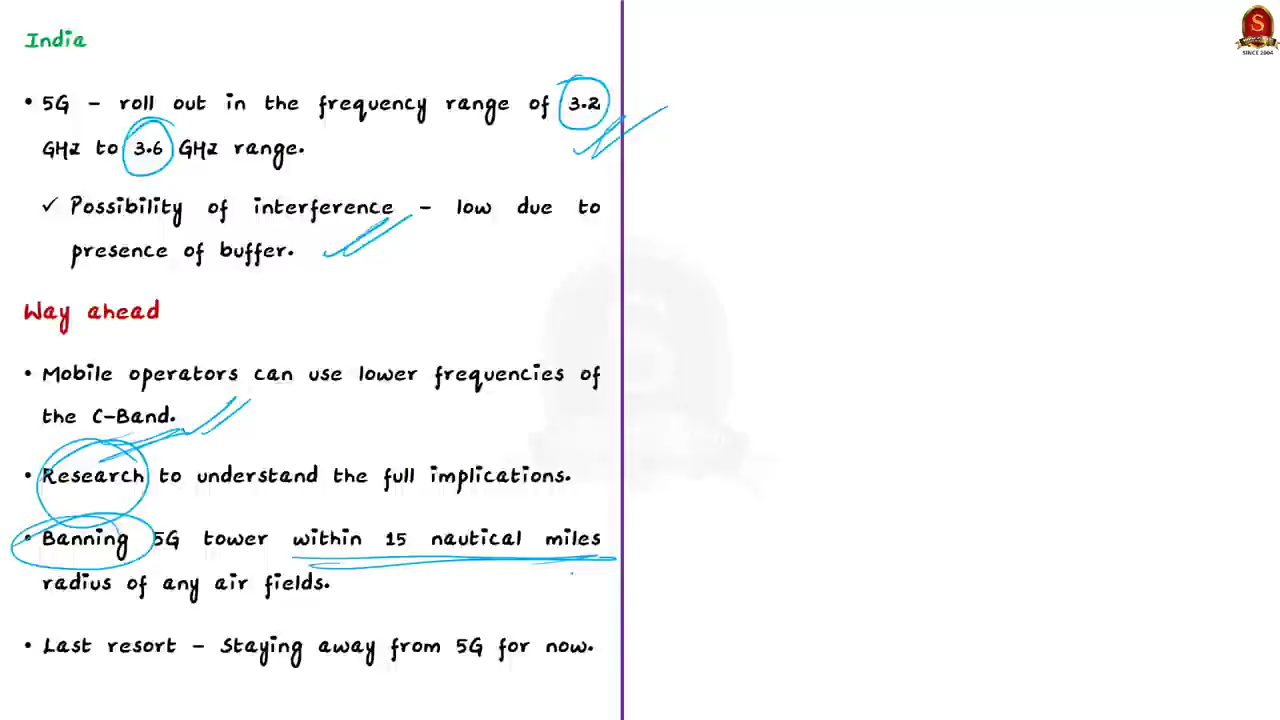 India
• 5G – roll out in the frequency range of 3.2
GHz to 3.6 GHz range.
✓ Possibility of interference – low due to
presence of buffer.
Way ahead
• Mobile operators can use lower frequencies of
the C-Band.
• Research to understand the full implications.
• Banning 5G tower within 15 nautical miles
radius of any air fields.
• Last resort – Staying away from 5G for now.
S
SINCE 2004